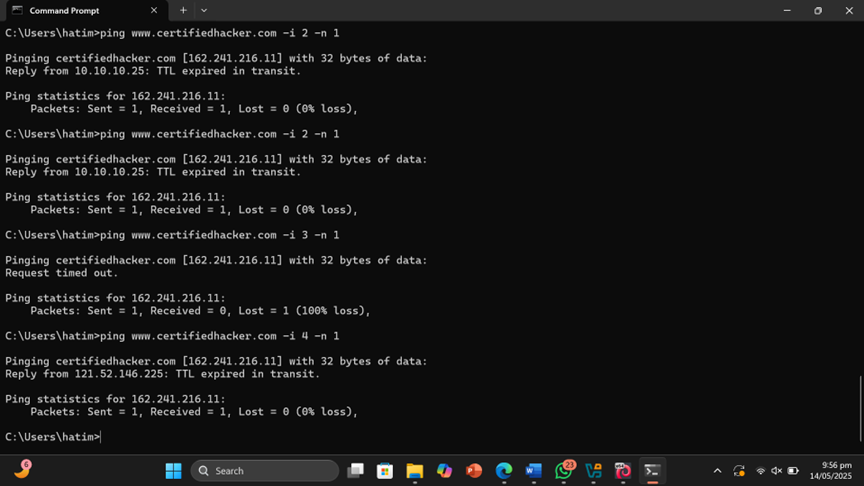 Command Prompt
C:\Users\hatim>ping www.certifiedhacker.com -i 2 -n 1
Pinging certifiedhacker.com [162.241.216.11] with 32 bytes of data:
Reply from 10.10.10.25: TTL expired in transit.
Ping statistics for 162.241.216.11:
Packets: Sent = 1, Received = 1, Lost = 0 (0% loss),
C:\Users\hatim>ping www.certifiedhacker.com -i 2 -n 1
Pinging certifiedhacker.com [162.241.216.11] with 32 bytes of data:
Reply from 10.10.10.25: TTL expired in transit.
Ping statistics for 162.241.216.11:
Packets: Sent = 1, Received = 1, Lost = 0 (0% loss),
C:\Users\hatim>ping www.certifiedhacker.com -i 3 -n 1
Pinging certifiedhacker.com [162.241.216.11] with 32 bytes of data:
Request timed out.
Ping statistics for 162.241.216.11:
Packets: Sent = 1, Received = 0, Lost = 1 (100% loss),
C:\Users\hatim>ping www.certifiedhacker.com -i 4 -n 1
Pinging certifiedhacker.com [162.241.216.11] with 32 bytes of data:
Reply from 121.52.146.225: TTL expired in transit.
Ping statistics for 162.241.216.11:
Packets: Sent = 1, Received = 1, Lost = 0 (0% loss),
C:\Users\hatim>
6
Search
23
9:56 pm
14/05/2025